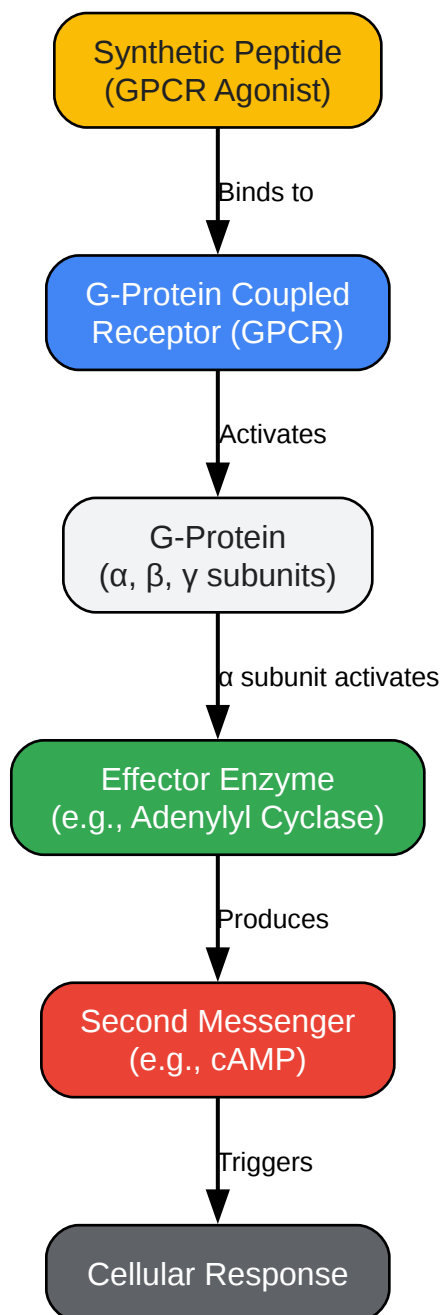 Synthetic Peptide
(GPCR Agonist)
Binds to
G-Protein Coupled
Receptor (GPCR)
Activates
G-Protein
(α, β, γ subunits)
α subunit activates
Effector Enzyme
(e.g., Adenylyl Cyclase)
Produces
Second Messenger
(e.g., cAMP)
Triggers
Cellular Response